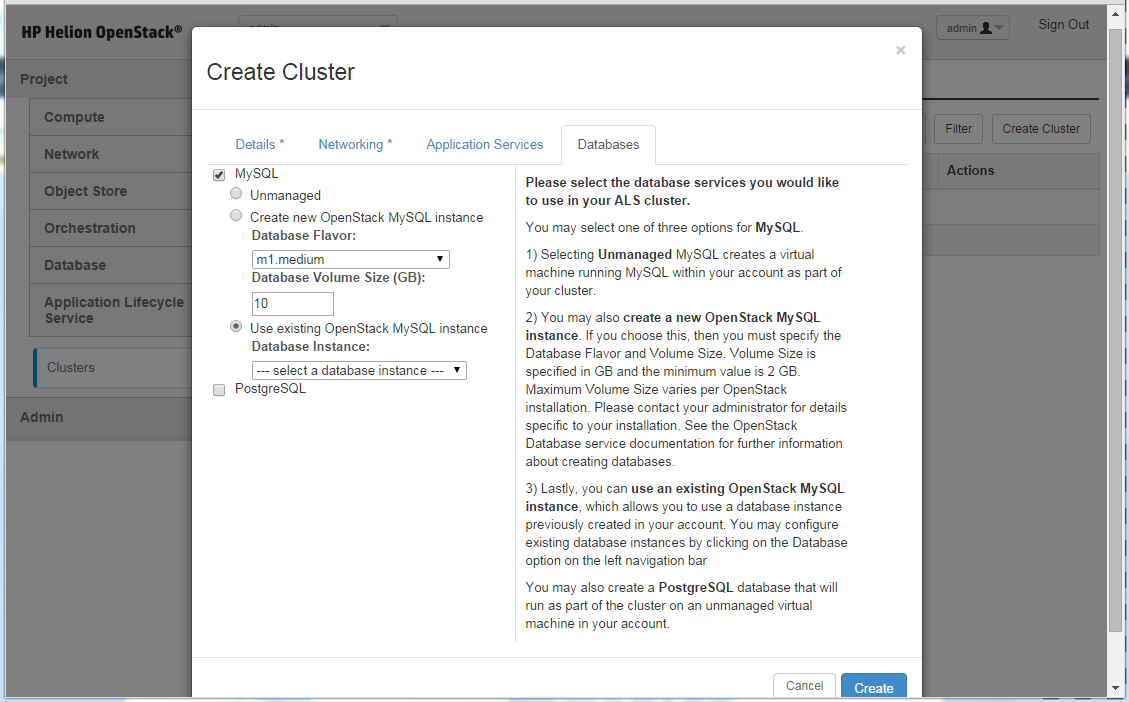 HP Helion OpenStack®
admin
admin
Sign Out
Project
Compute
Network
Object Store
Orchestration
Database
Application Lifecycle
Service
Clusters
Admin
Filter
Create Cluster
Actions
×
Create Cluster
Details *
Networking *
Application Services
Databases
MySQL
Unmanaged
Create new OpenStack MySQL instance
Database Flavor:
m1.medium
Database Volume Size (GB):
10
Use existing OpenStack MySQL instance
Database Instance:
--- select a database instance ---
PostgreSQL
Please select the database services you would like
to use in your ALS cluster.
You may select one of three options for MySQL.
1) Selecting Unmanaged MySQL creates a virtual
machine running MySQL within your account as part of
your cluster.
2) You may also create a new OpenStack MySQL
instance. If you choose this, then you must specify the
Database Flavor and Volume Size. Volume Size is
specified in GB and the minimum value is 2 GB.
Maximum Volume Size varies per OpenStack
installation. Please contact your administrator for details
specific to your installation. See the OpenStack
Database service documentation for further information
about creating databases.
3) Lastly, you can use an existing OpenStack MySQL
instance, which allows you to use a database instance
previously created in your account. You may configure
existing database instances by clicking on the Database
option on the left navigation bar
You may also create a PostgreSQL database that will
run as part of the cluster on an unmanaged virtual
machine in your account.
Cancel
Create